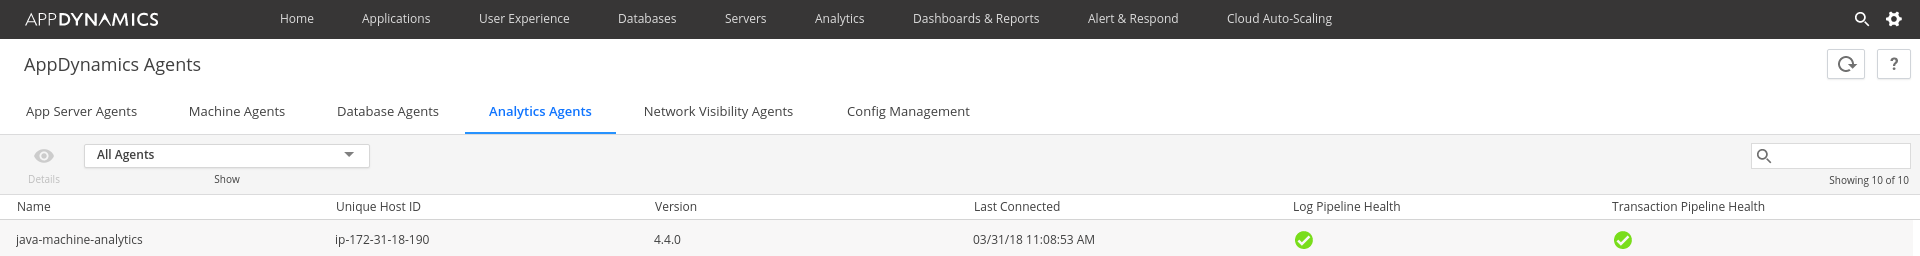 APPDYNAMICS Home Applications User Experience Databases Servers Analytics Dashboards & Reports Alert & Respond Cloud Auto-Scaling
AppDynamics Agents ?
App Server Agents Machine Agents Database Agents Analytics Agents Network Visibility Agents Config Management
All Agents
Details Show Showing 10 of 10
Name Unique Host ID Version Last Connected Log Pipeline Health Transaction Pipeline Health
java-machine-analytics ip-172-31-18-190 4.4.0 03/31/18 11:08:53 AM